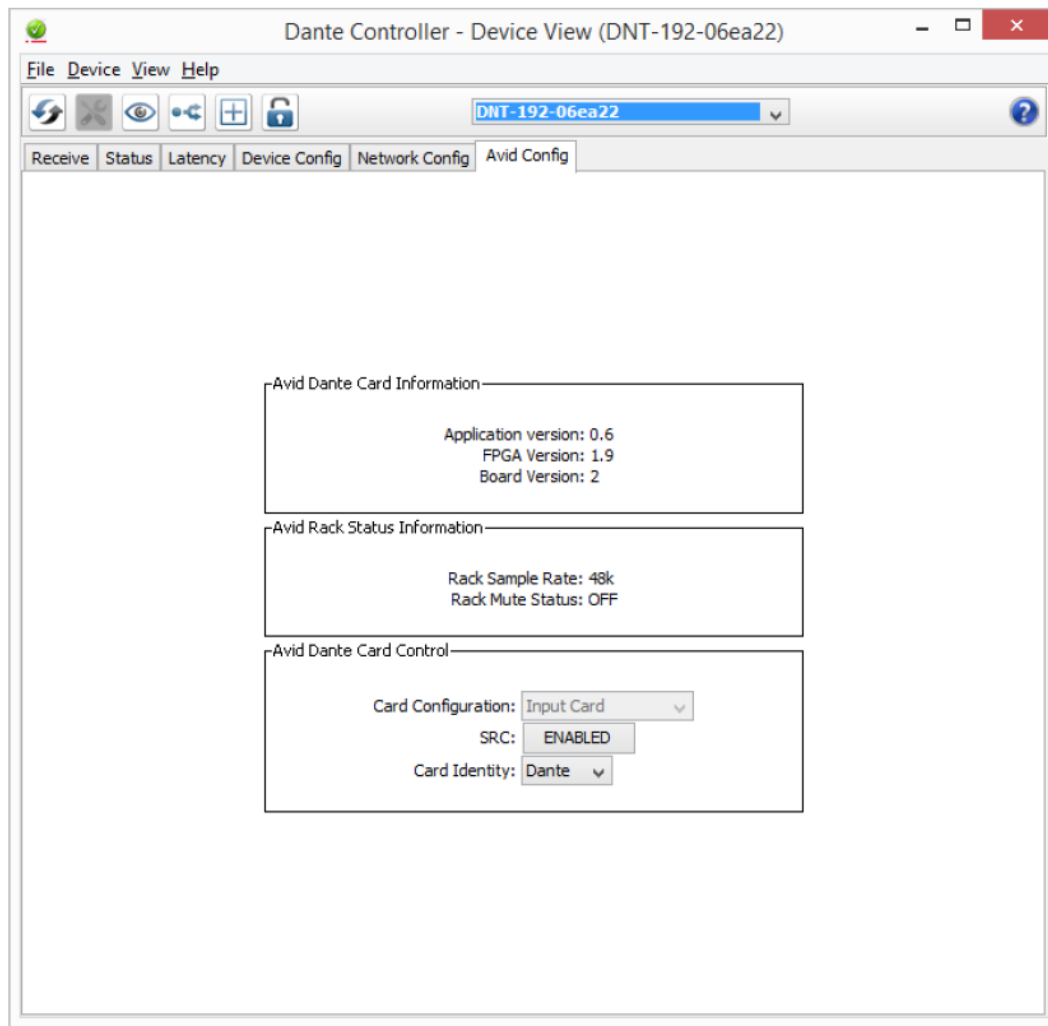 Dante Controller - Device View (DNT-192-06ea22)
File Device View Help
DNT-192-06ea22
Receive Status Latency Device Config Network Config Avid Config
Avid Dante Card Information
Application version: 0.6
FPGA Version: 1.9
Board Version: 2
Avid Rack Status Information
Rack Sample Rate: 48k
Rack Mute Status: OFF
Avid Dante Card Control
Card Configuration: Input Card
SRC: ENABLED
Card Identity: Dante